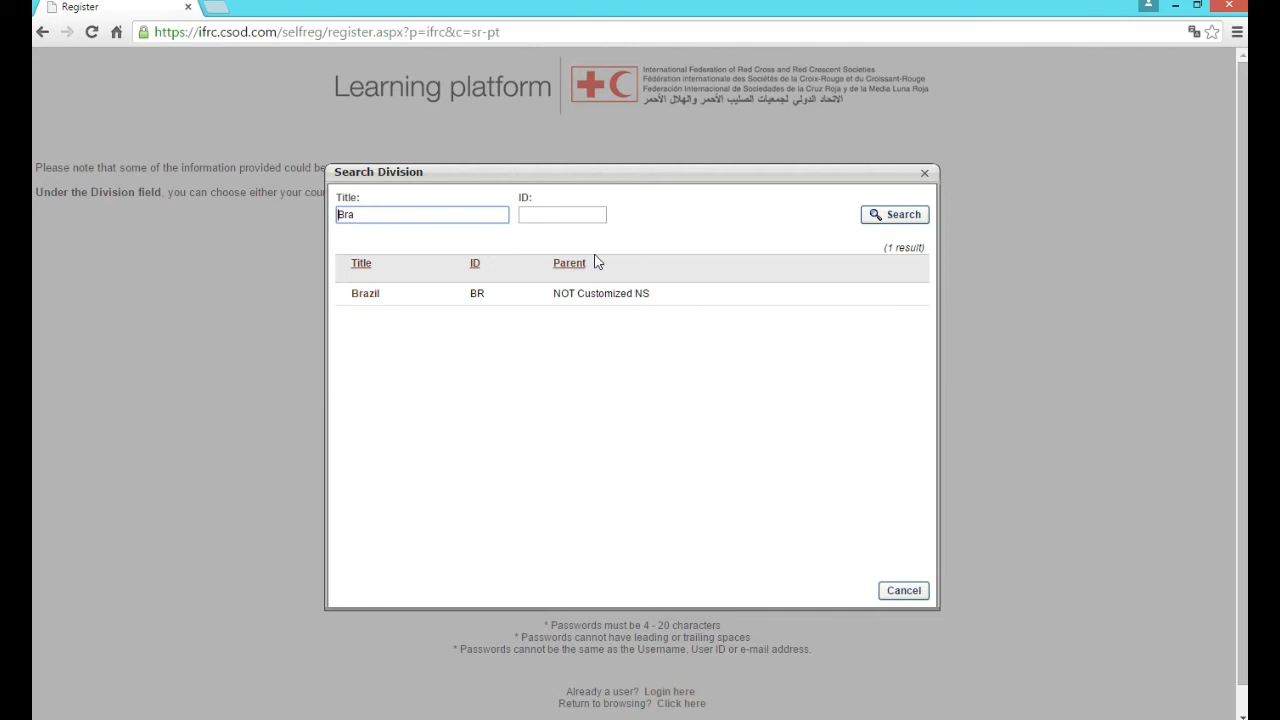 Register
https://ifrc.csod.com/selfreg/register.aspx?p=ifrc&c=sr-pt
Learning platform
International Federation of Red Cross and Red Crescent Societies
Fédération internationale des Sociétés de la Croix-Rouge et du Croissant-Rouge
Federación Internacional de Sociedades de la Cruz Roja y de la Media Luna Roja
الاتحاد الدولي لجمعيات الصليب الأحمر والهلال الأحمر
Please note that some of the information provided could be
Under the Division field, you can choose either your cou
Search Division
Title: ID:
Bra
Search
(1 result)
Title ID Parent
Brazil BR NOT Customized NS
Cancel
* Passwords must be 4 - 20 characters
* Passwords cannot have leading or trailing spaces
* Passwords cannot be the same as the Username, User ID or e-mail address.
Already a user? Login here
Return to browsing? Click here